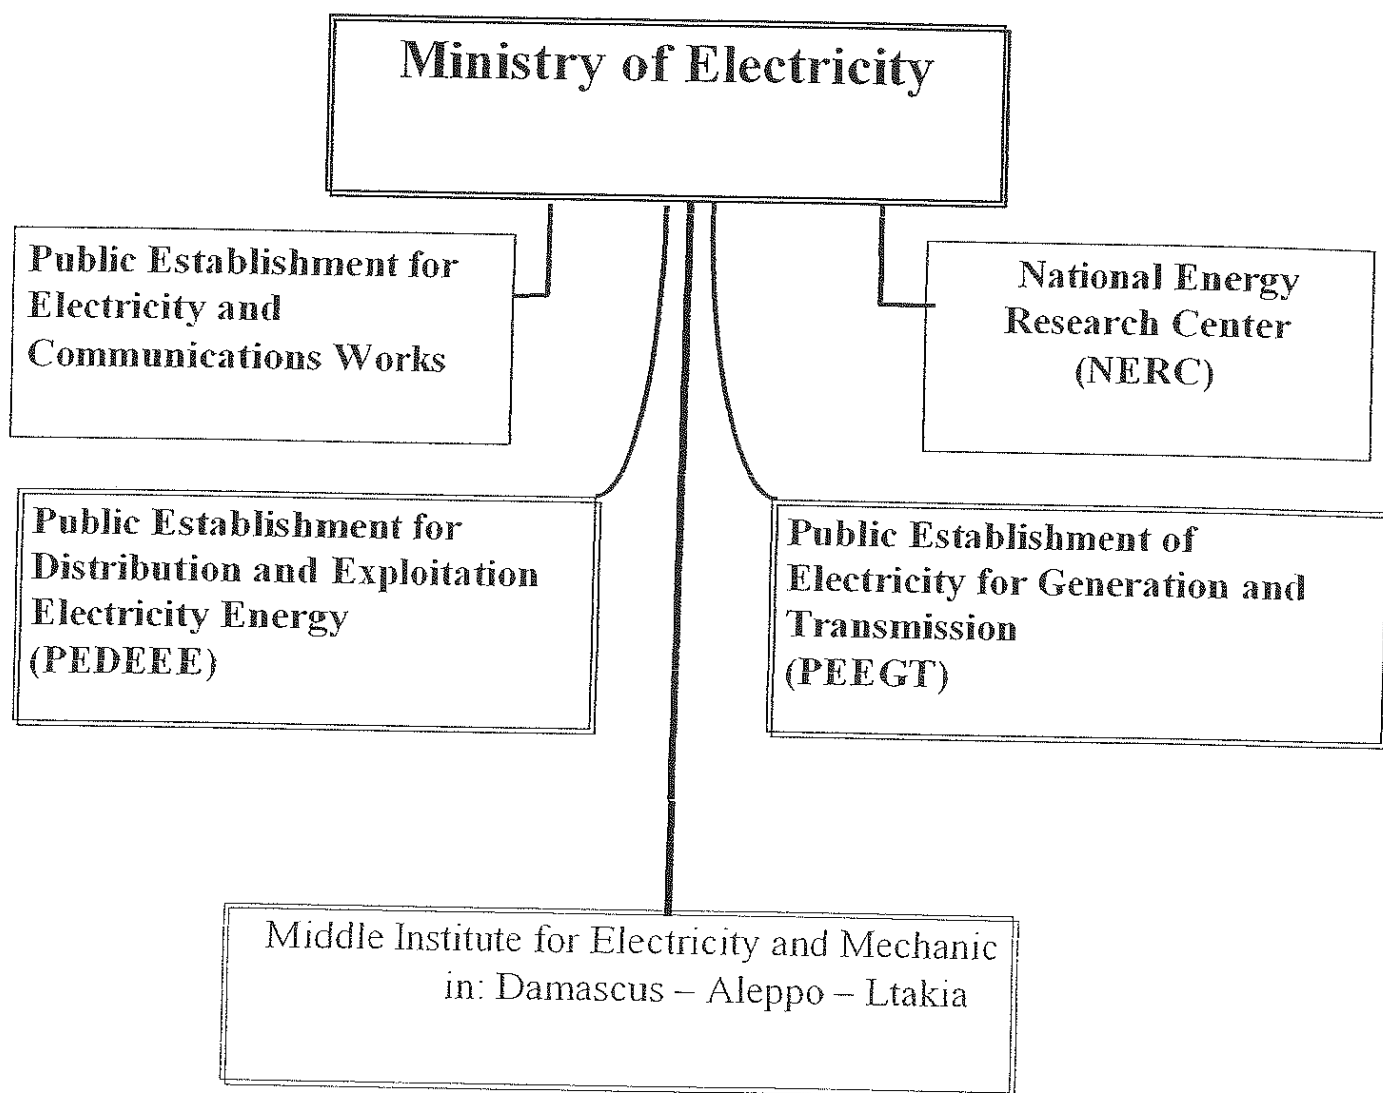 Ministry of Electricity
Public Establishment for
Electricity and
Communications Works
National Energy
Research Center
(NERC)
Public Establishment for
Distribution and Exploitation
Electricity Energy
(PEDEEE)
Public Establishment of
Electricity for Generation and
Transmission
(PEEGT)
Middle Institute for Electricity and Mechanic
in: Damascus – Aleppo – Ltakia